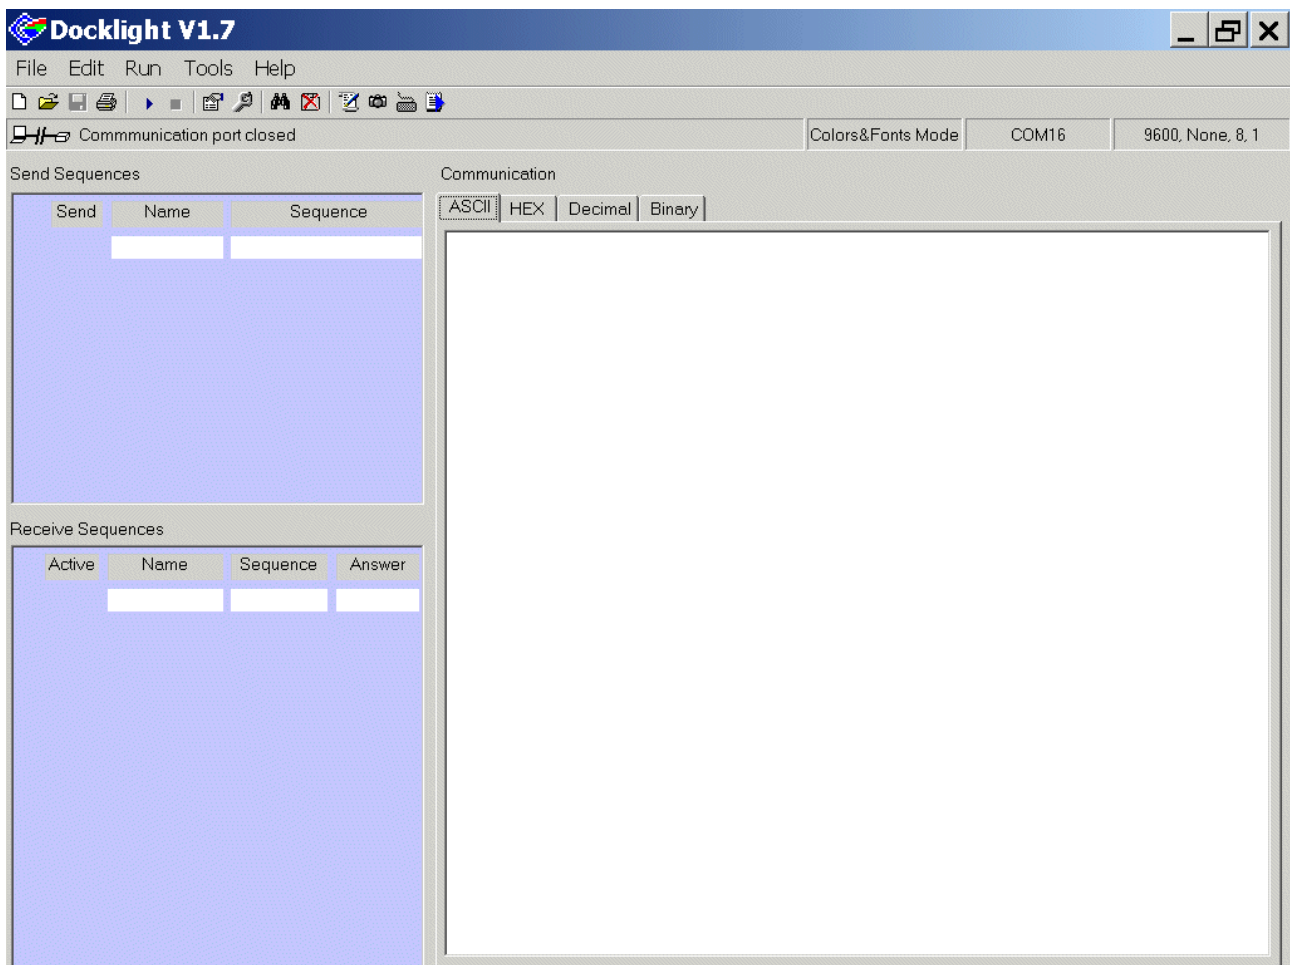 Docklight V1.7
File Edit Run Tools Help
Commmunication port closed Colors&Fonts Mode COM16 9600, None, 8, 1
Send Sequences
Send Name Sequence
Communication
ASCII HEX Decimal Binary
Receive Sequences
Active Name Sequence Answer